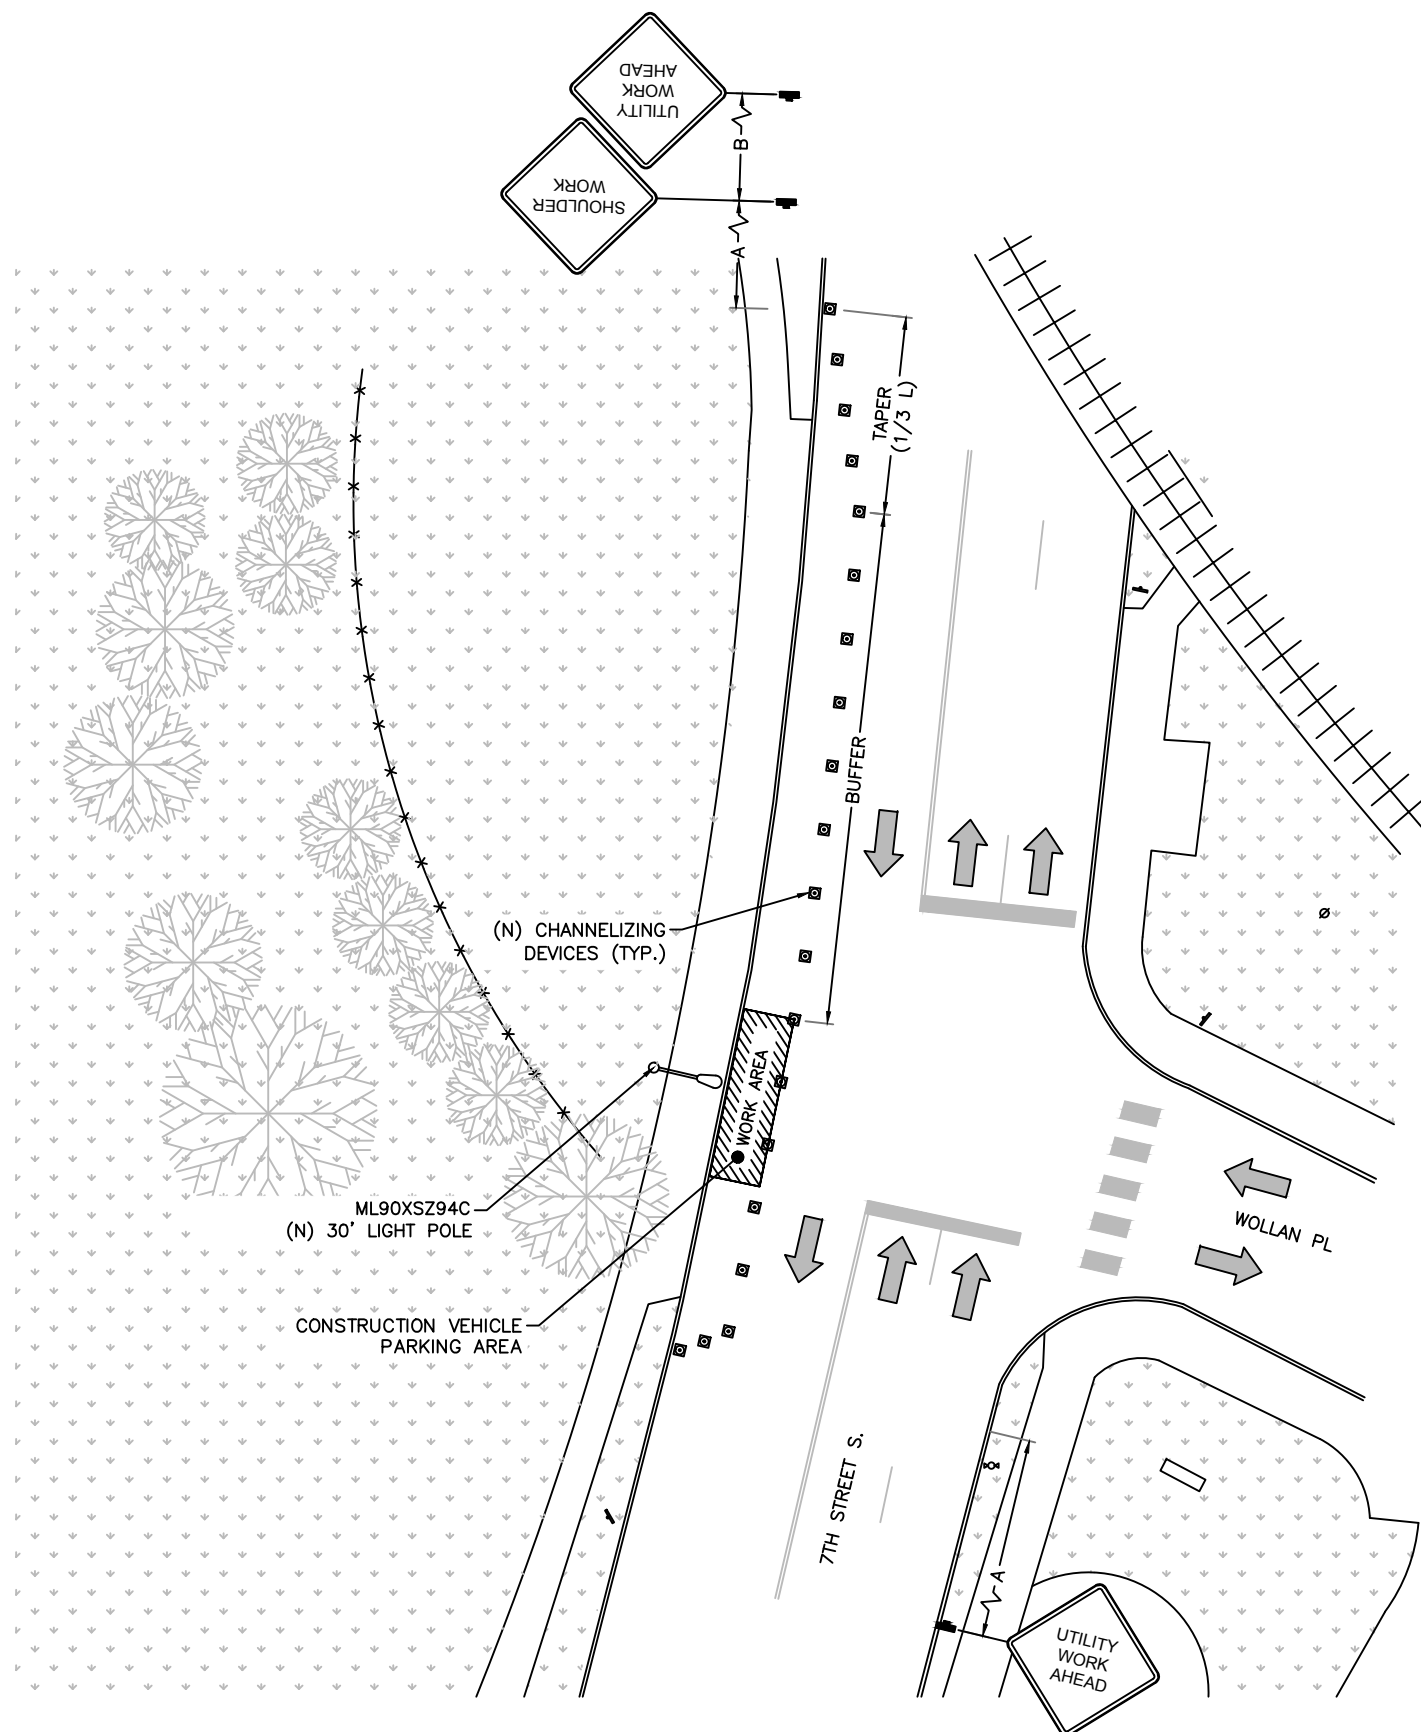 UTILITY
WORK
AHEAD
B
SHOULDER
WORK
A
TAPER
(1/3 L)
BUFFER
(N) CHANNELIZING
DEVICES (TYP.)
WORK AREA
ML90XSZ94C
(N) 30' LIGHT POLE
WOLLAN PL
CONSTRUCTION VEHICLE
PARKING AREA
7TH STREET S.
A
UTILITY
WORK
AHEAD